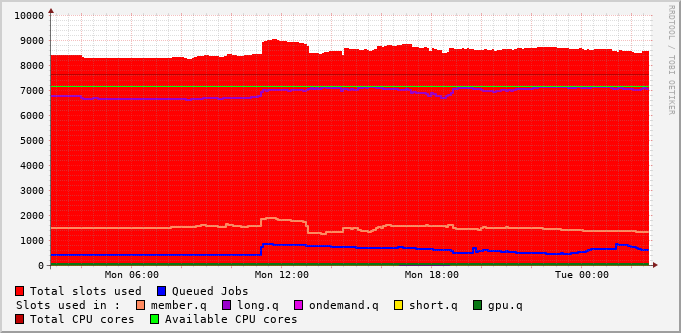 10000
9000
8000
7000
6000
5000
4000
3000
2000
1000
0
Mon 06:00 Mon 12:00 Mon 18:00 Tue 00:00
RRDTOOL / TOBI OETIKER
Total slots used Queued Jobs
Slots used in : member.q long.q ondemand.q short.q gpu.q
Total CPU cores Available CPU cores